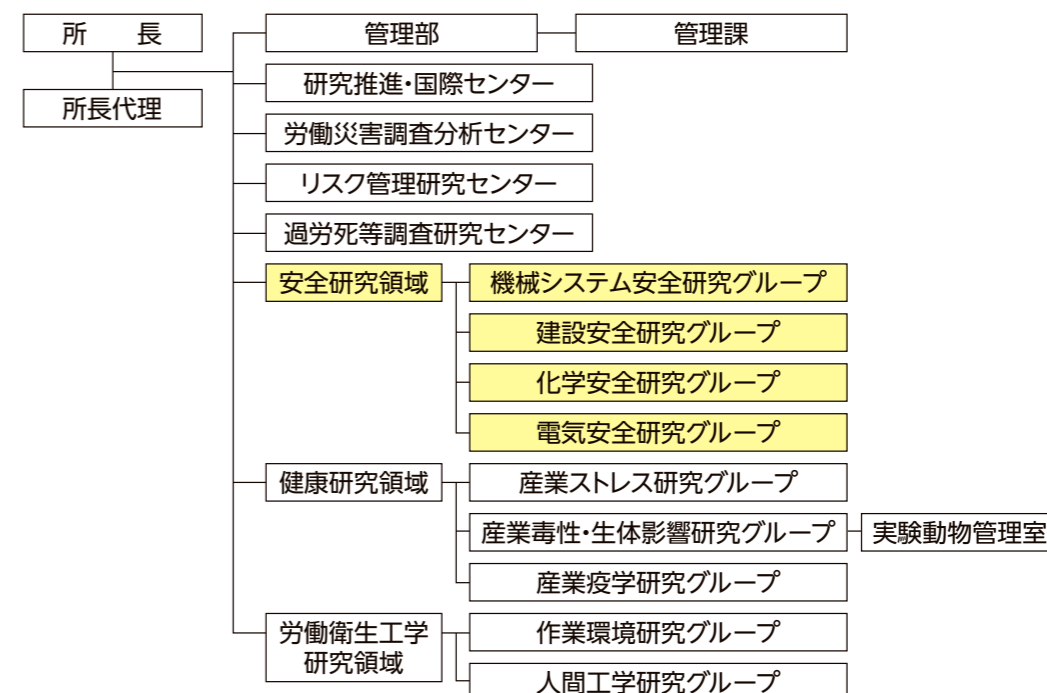 所　長
管理部
管理課
所長代理
研究推進・国際センター
労働災害調査分析センター
リスク管理研究センター
過労死等調査研究センター
安全研究領域
機械システム安全研究グループ
建設安全研究グループ
化学安全研究グループ
電気安全研究グループ
健康研究領域
産業ストレス研究グループ
産業毒性・生体影響研究グループ
実験動物管理室
産業疫学研究グループ
労働衛生工学
研究領域
作業環境研究グループ
人間工学研究グループ